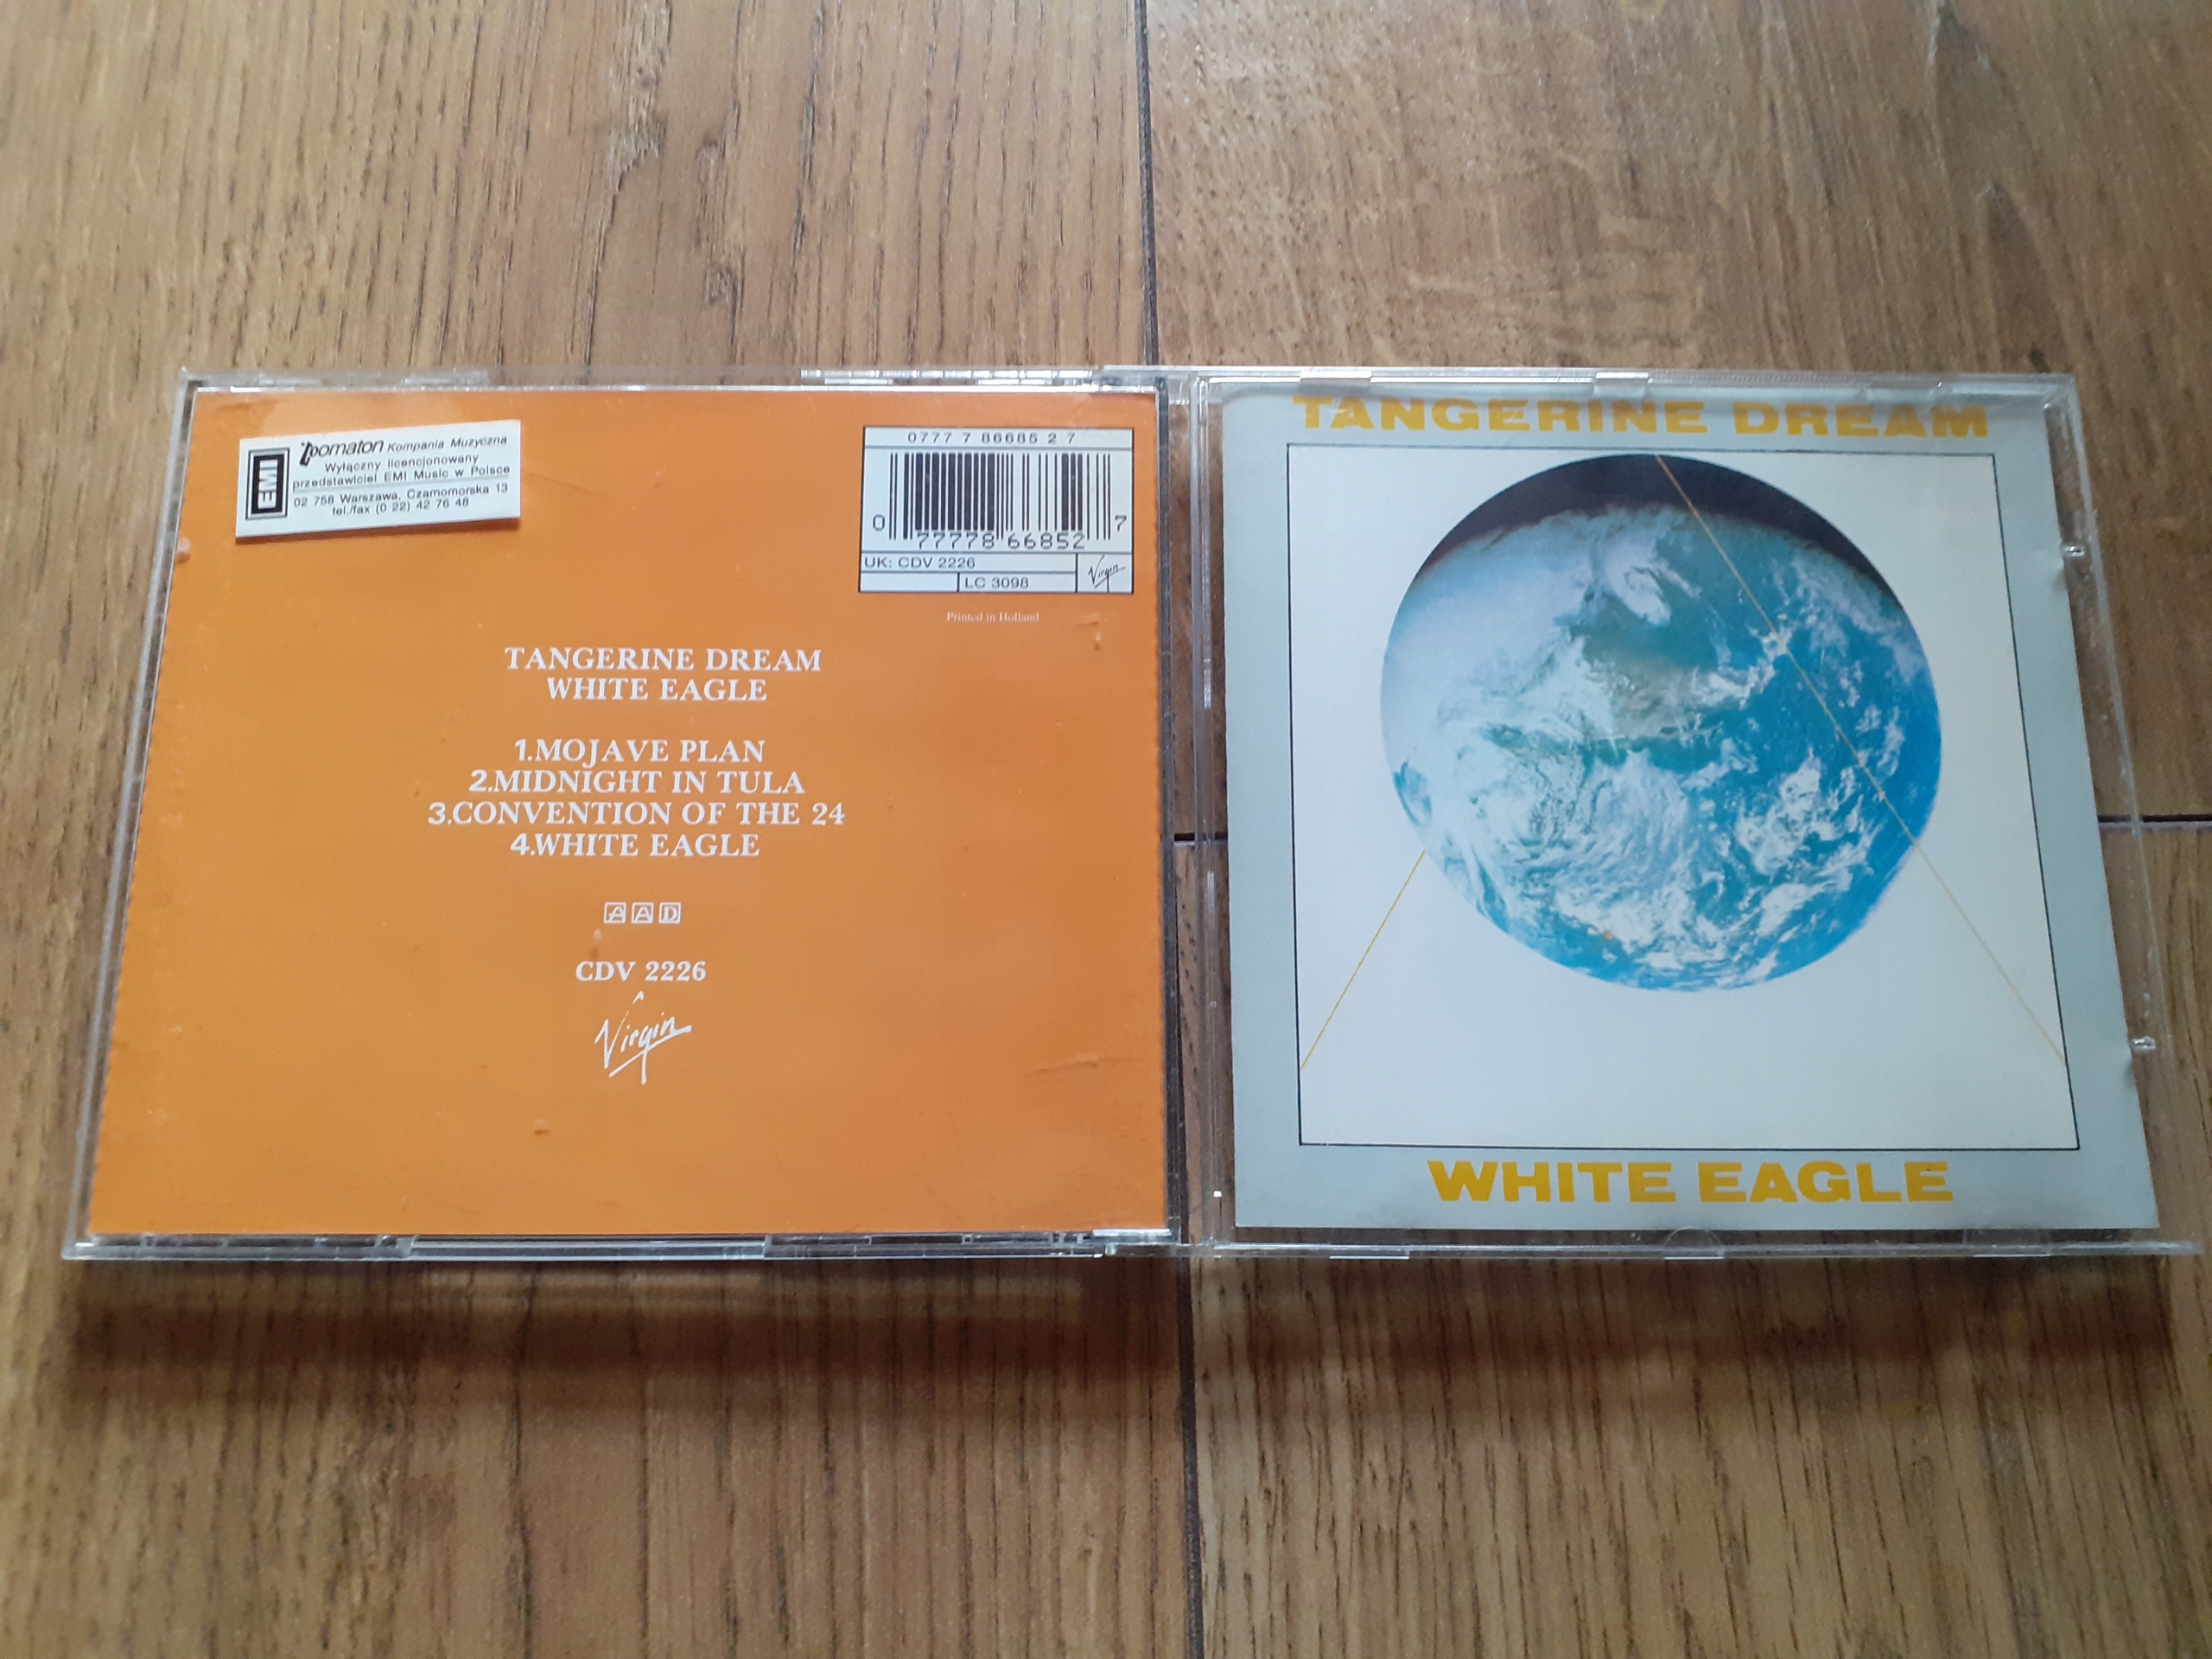 EMI
Pomaton Kompania Muzyczna
Wyłączny licencjonowany
przedstawiciel EMI Music w Polsce
02 758 Warszawa, Czarnomorska 13
tel./fax (0 22) 42 76 48
0777 7 86685 2 7
0 77778 66852 7
UK: CDV 2226
LC 3098
Virgin
Printed in Holland
TANGERINE DREAM
WHITE EAGLE
1.MOJAVE PLAN
2.MIDNIGHT IN TULA
3.CONVENTION OF THE 24
4.WHITE EAGLE
AAD
CDV 2226
Virgin
TANGERINE DREAM
WHITE EAGLE